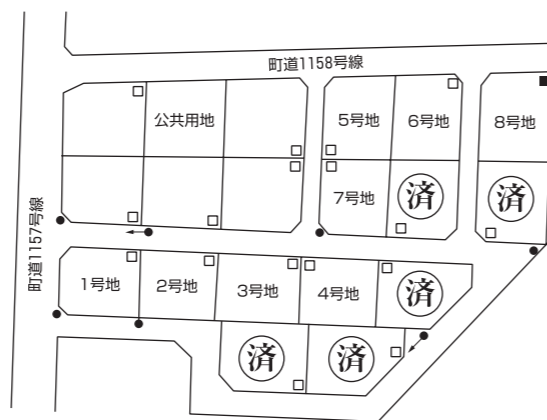 町道1158号線
公共用地
5号地
6号地
8号地
7号地
済
済
町道1157号線
1号地
2号地
3号地
4号地
済
済
済